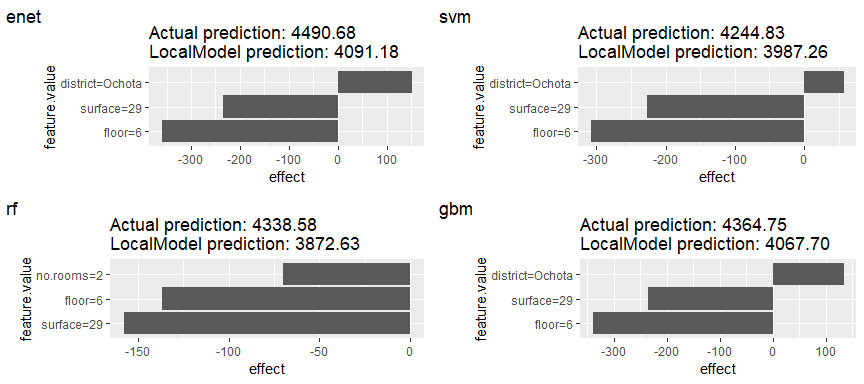 enet
Actual prediction: 4490.68
LocalModel prediction: 4091.18
feature.value
district=Ochota
surface=29
floor=6
-300 -200 -100 0 100
effect
svm
Actual prediction: 4244.83
LocalModel prediction: 3987.26
feature.value
district=Ochota
surface=29
floor=6
-300 -200 -100 0
effect
rf
Actual prediction: 4338.58
LocalModel prediction: 3872.63
feature.value
no.rooms=2
floor=6
surface=29
-150 -100 -50 0
effect
gbm
Actual prediction: 4364.75
LocalModel prediction: 4067.70
feature.value
district=Ochota
surface=29
floor=6
-300 -200 -100 0 100
effect